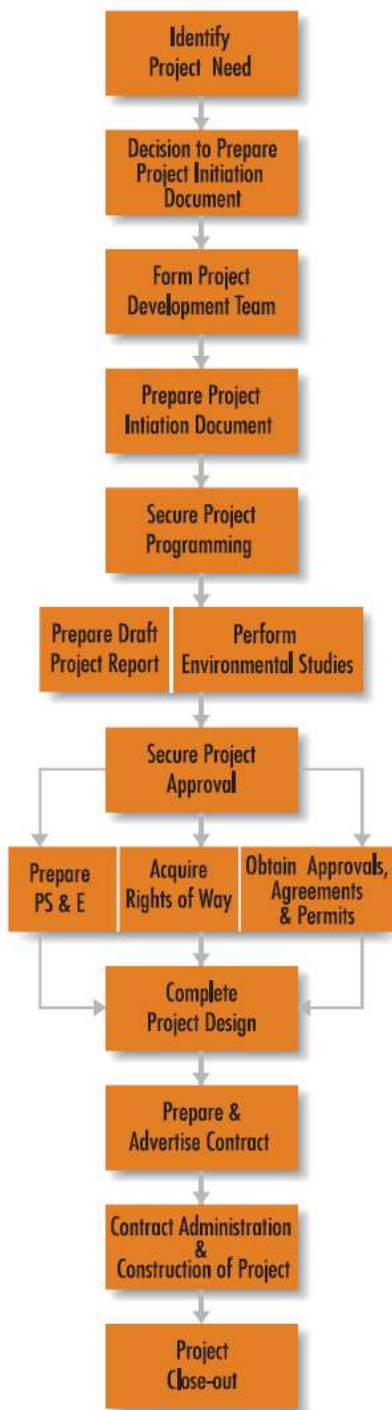 Identify
Project Need
Decision to Prepare
Project Initiation
Document
Form Project
Development Team
Prepare Project
Intiation Document
Secure Project
Programming
Prepare Draft
Project Report
Perform
Environmental Studies
Secure Project
Approval
Prepare
PS & E
Acquire
Rights of Way
Obtain Approvals,
Agreements
& Permits
Complete
Project Design
Prepare &
Advertise Contract
Contract Administration
&
Construction of Project
Project
Close-out